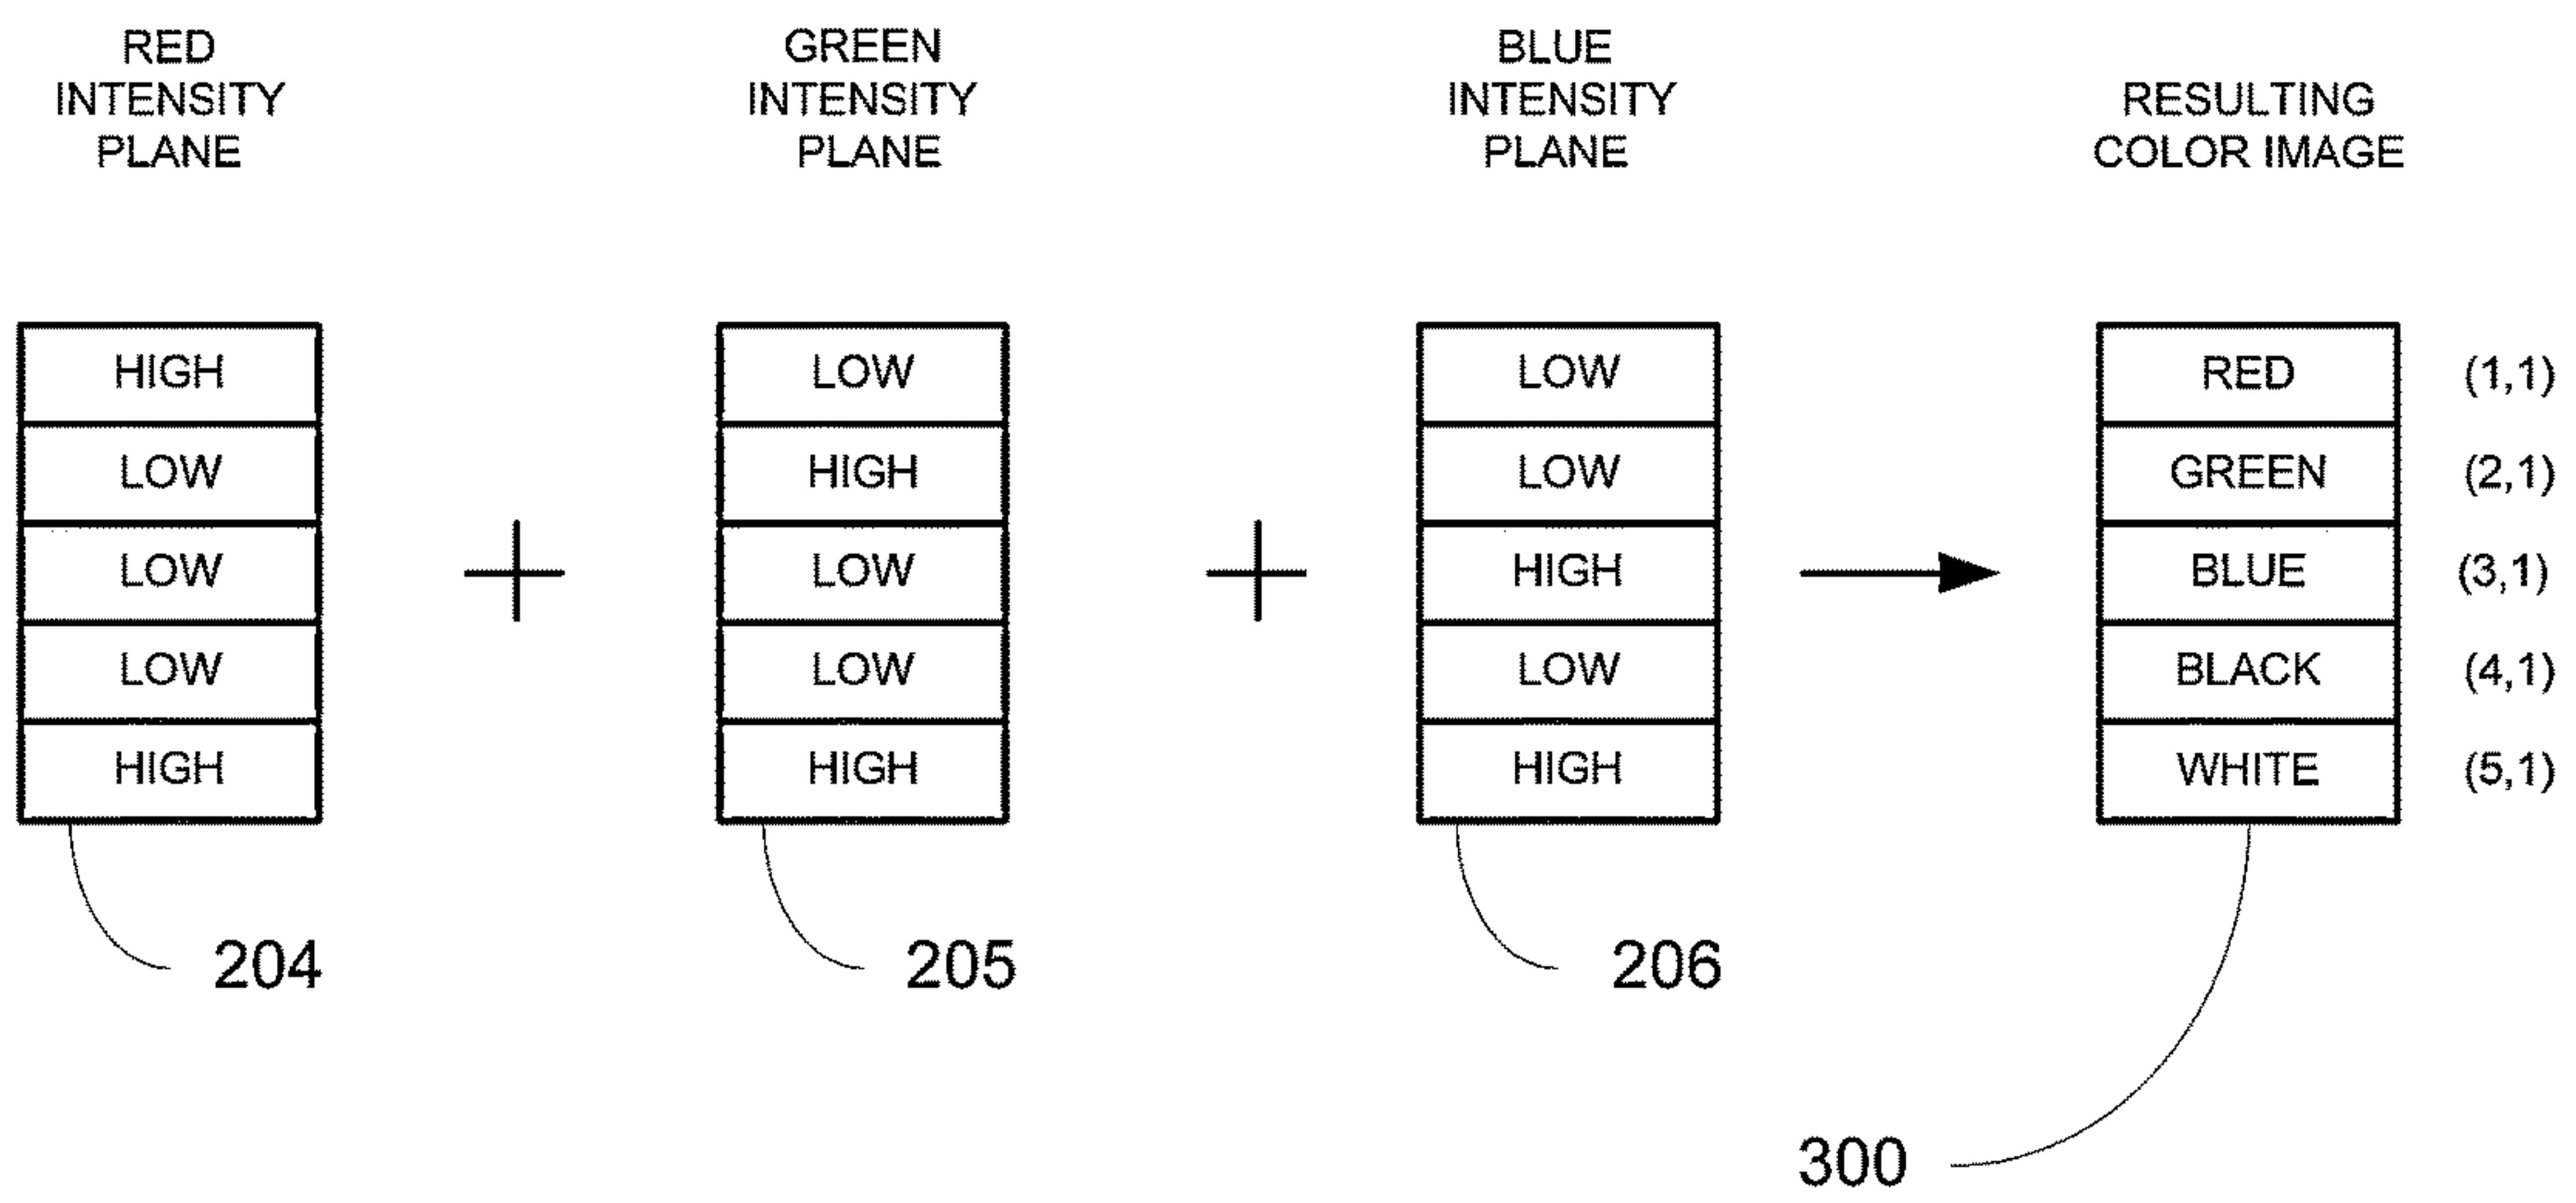 RED
INTENSITY
PLANE
GREEN
INTENSITY
PLANE
BLUE
INTENSITY
PLANE
RESULTING
COLOR IMAGE
HIGH LOW LOW RED (1,1)
LOW HIGH LOW GREEN (2,1)
LOW LOW HIGH BLUE (3,1)
LOW LOW LOW BLACK (4,1)
HIGH HIGH HIGH WHITE (5,1)
204 205 206
300